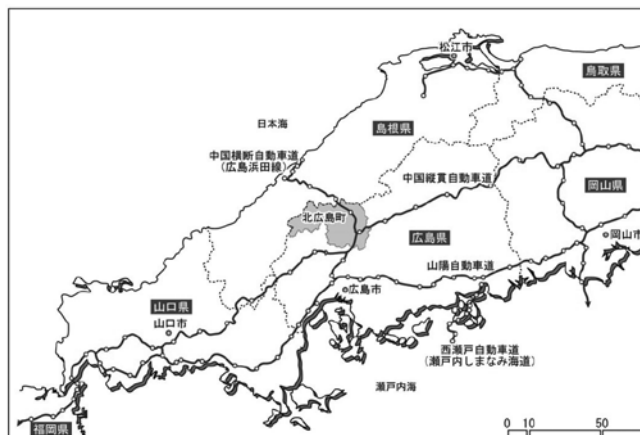 松江市
鳥取県
日本海
島根県
中国横断自動車道
(広島浜田線)
中国縦貫自動車道
岡山県
北広島町
広島県
岡山市
山陽自動車道
広島市
山口県
山口市
西瀬戸自動車道
(瀬戸内しまなみ海道)
瀬戸内海
福岡県
0 10 50